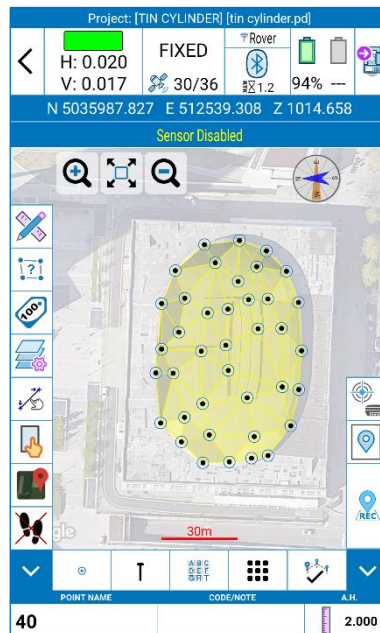 Project: [TIN CYLINDER] [tin cylinder.pd]
H: 0.020
V: 0.017
FIXED
30/36
Rover
1.2
94% ---
N 5035987.827 E 512539.308 Z 1014.658
Sensor Disabled
?
100°
30m
REC
T
A B C
D E F
G H T
POINT NAME CODE/NOTE A.H.
40 2.000